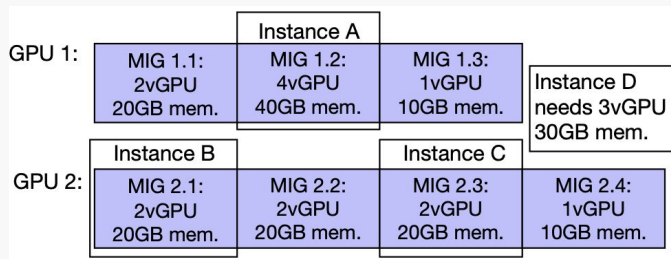 Instance A
GPU 1:
MIG 1.1:
2vGPU
20GB mem.
MIG 1.2:
4vGPU
40GB mem.
MIG 1.3:
1vGPU
10GB mem.
Instance D
needs 3vGPU
30GB mem.
Instance B
Instance C
GPU 2:
MIG 2.1:
2vGPU
20GB mem.
MIG 2.2:
2vGPU
20GB mem.
MIG 2.3:
2vGPU
20GB mem.
MIG 2.4:
1vGPU
10GB mem.